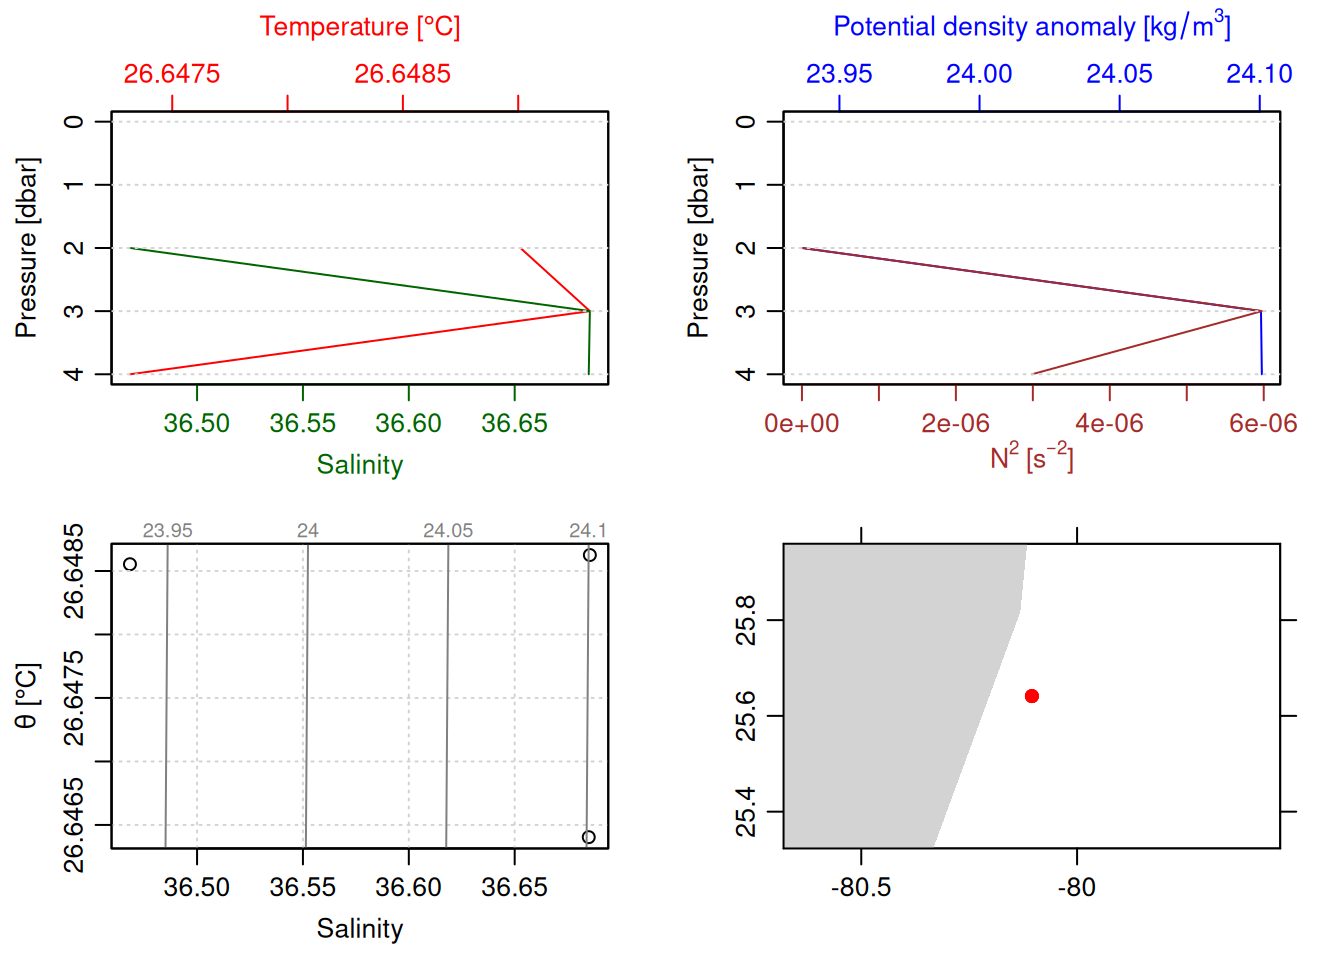 Temperature [°C]
26.6475 26.6485
0
1
2
3
4
Pressure [dbar]
36.50 36.55 36.60 36.65
Salinity
Potential density anomaly [kg/m³]
23.95 24.00 24.05 24.10
0
1
2
3
4
Pressure [dbar]
0e+00 2e-06 4e-06 6e-06
N² [s⁻²]
23.95 24 24.05 24.1
26.6485
26.6475
26.6465
θ [°C]
36.50 36.55 36.60 36.65
Salinity
25.8
25.6
25.4
-80.5 -80